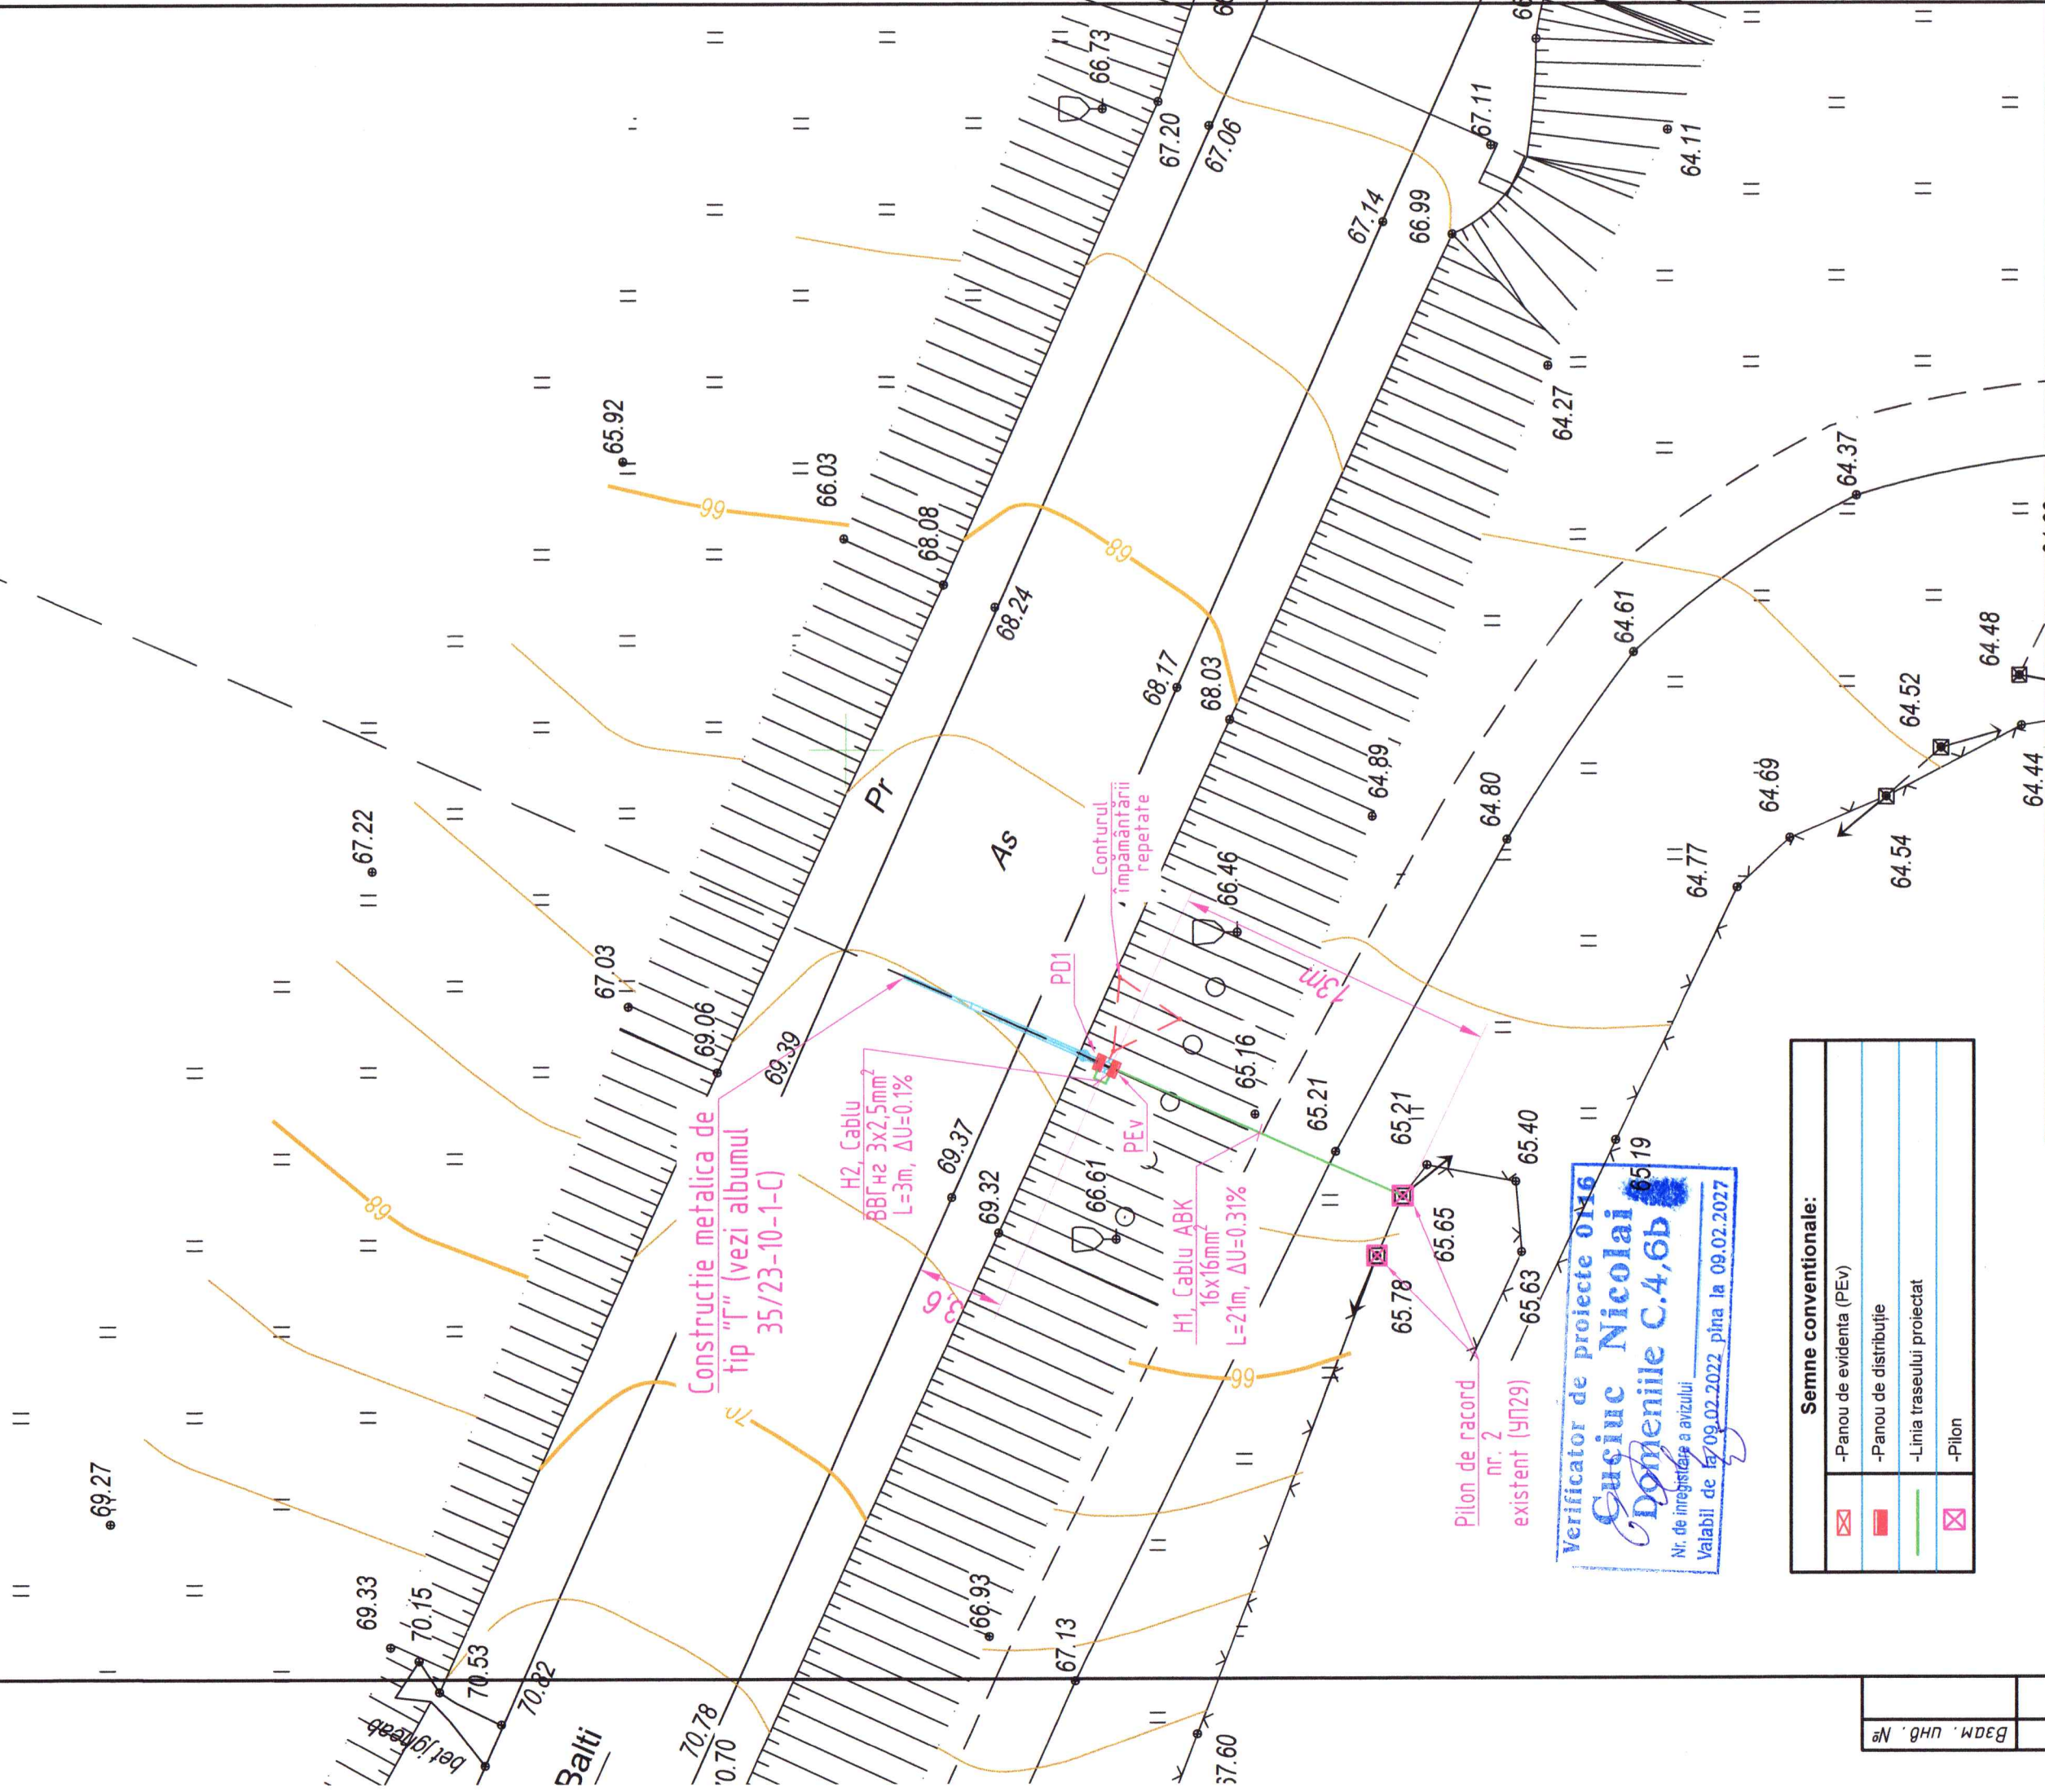 69.27
69.33
70.15
70.53
70.82
betjgheab
Balti
70.78
70.70
67.60
67.13
66.93
67.22
65.92
66.03
66
68.08
68.24
68
68.17
68.03
67.03
69.06
69.39
69.37
69.32
68
70
66
Pr
As
66.73
67.20
67.06
67.14
66.99
67.11
64.11
64.27
64.37
64.61
64.80
64.89
66.46
65.16
65.21
65.21
65.40
65.65
65.63
65.78
65.19
66.61
64.77
64.69
64.54
64.52
64.48
64.44
Constructie metalica de
tip "Г" (vezi albumul
35/23-10-1-C)
H2, Cablu
ВВГнг 3x2,5mm²
L=3m, ΔU=0.1%
PD1
Conturul
împământării
repetate
PEv
13m
3,6
H1, Cablu ABK
16x16mm²
L=21m, ΔU=0.31%
Pilon de racord
nr. 2
existent (УП29)
Verificator de proiecte 0116
Guciuc Nicolai
Domeniile C.4,6b
Nr. de inregistrare a avizului
Valabil de la 09.02.2022 pîna la 09.02.2027
Semne conventionale:
-Panou de evidenta (PEv)
-Panou de distribuție
-Linia traseului proiectat
-Pilon
Взам. инв. №